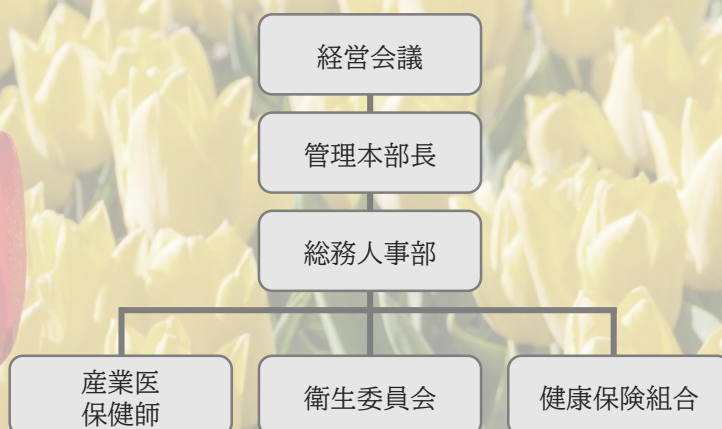 経営会議
管理本部長
総務人事部
産業医
保健師
衛生委員会
健康保険組合